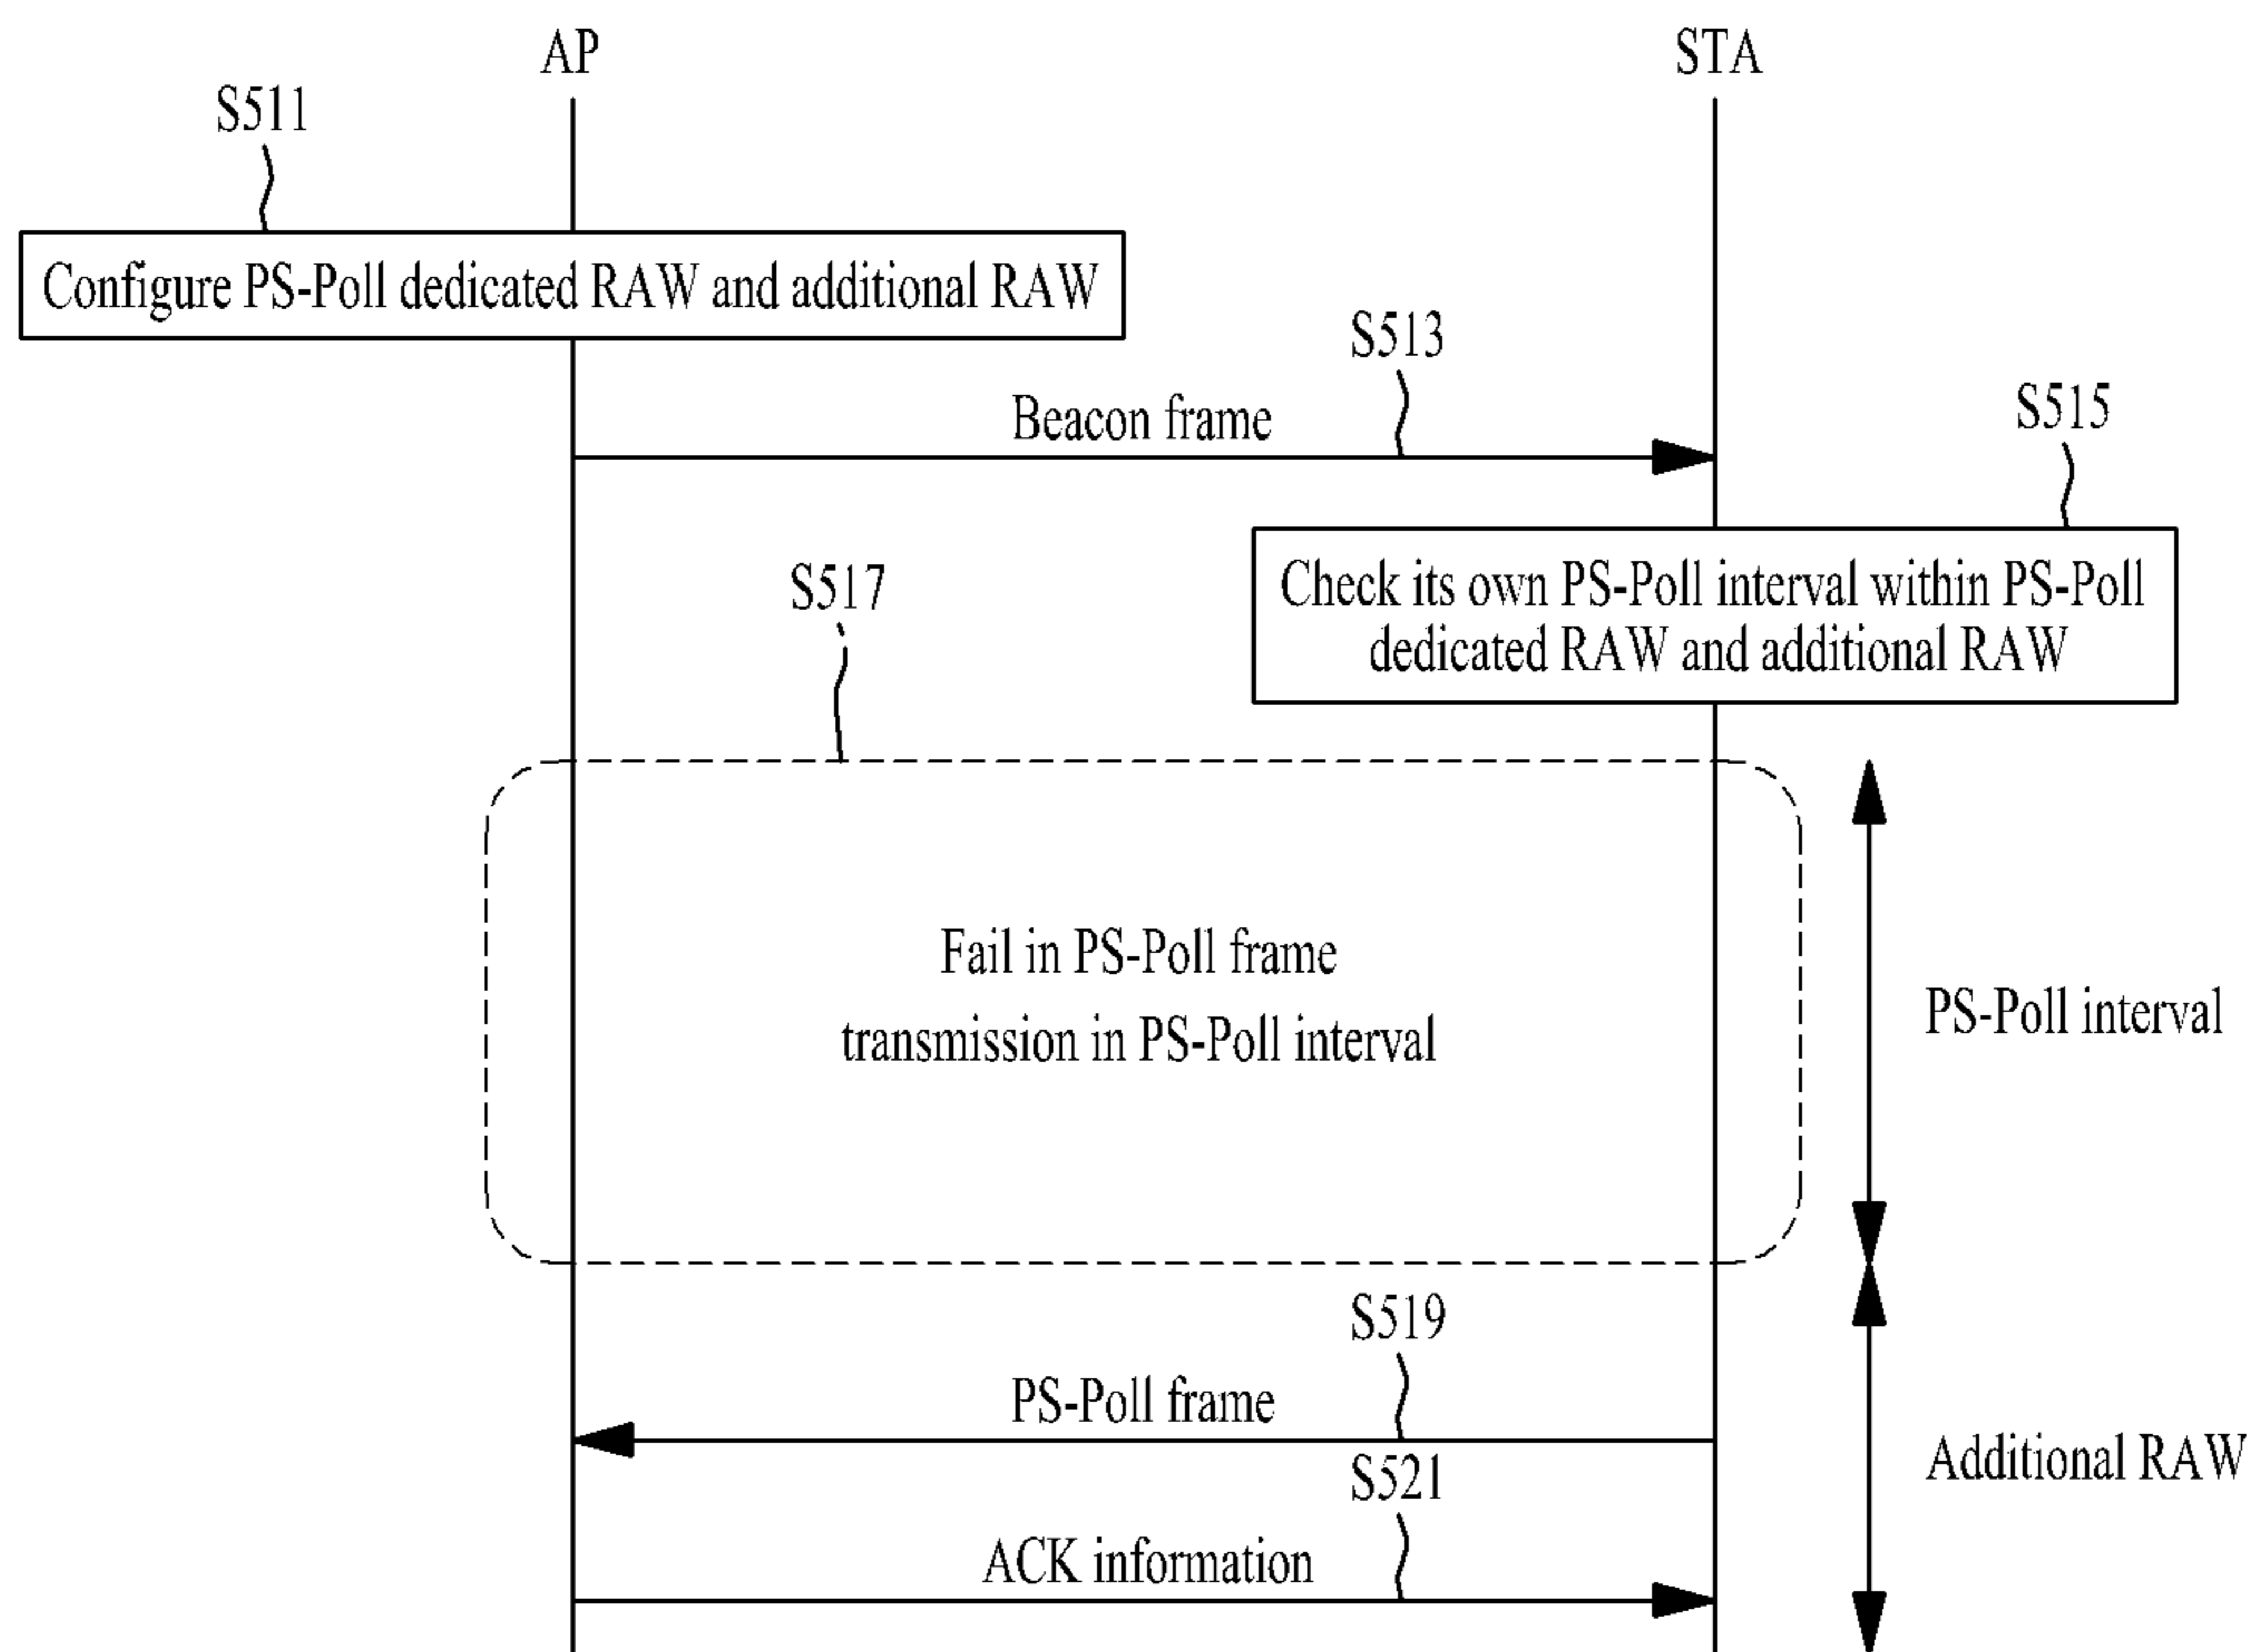 AP
STA
S511
Configure PS-Poll dedicated RAW and additional RAW
S513
Beacon frame
S515
Check its own PS-Poll interval within PS-Poll
dedicated RAW and additional RAW
S517
Fail in PS-Poll frame
transmission in PS-Poll interval
PS-Poll interval
S519
PS-Poll frame
Additional RAW
S521
ACK information